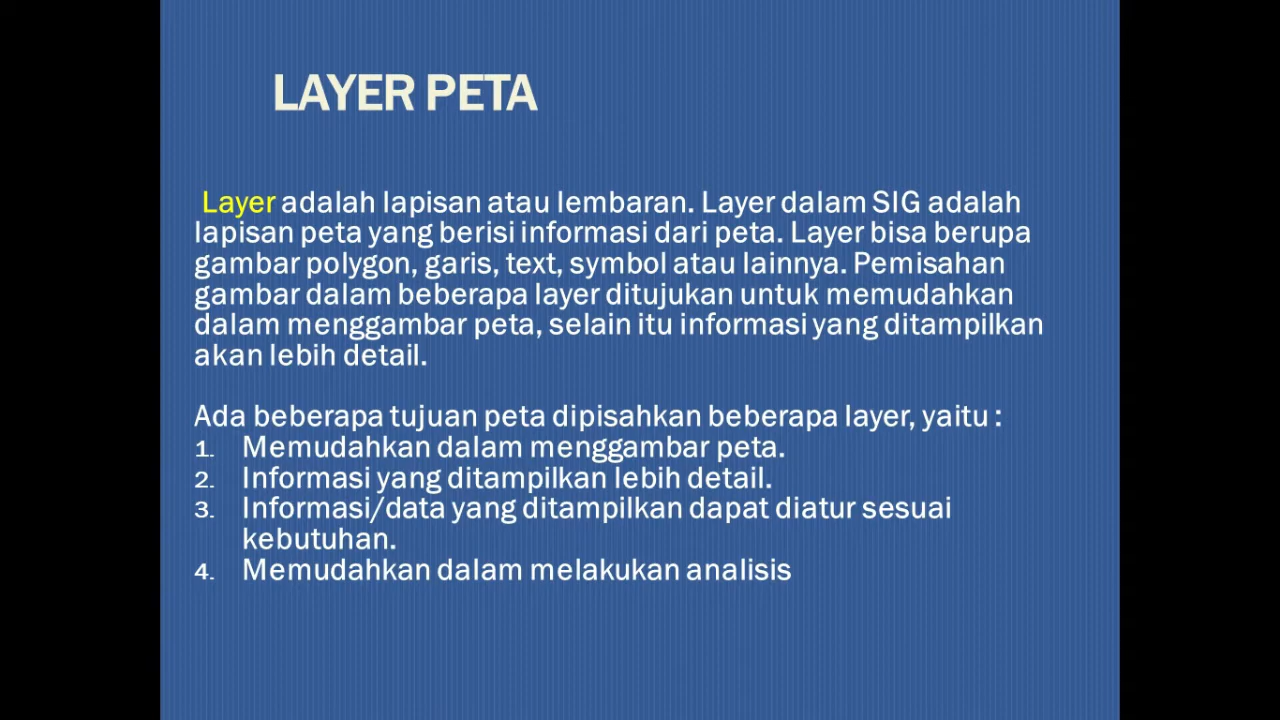 LAYER PETA
Layer adalah lapisan atau lembaran. Layer dalam SIG adalah
lapisan peta yang berisi informasi dari peta. Layer bisa berupa
gambar polygon, garis, text, symbol atau lainnya. Pemisahan
gambar dalam beberapa layer ditujukan untuk memudahkan
dalam menggambar peta, selain itu informasi yang ditampilkan
akan lebih detail.
Ada beberapa tujuan peta dipisahkan beberapa layer, yaitu :
1. Memudahkan dalam menggambar peta.
2. Informasi yang ditampilkan lebih detail.
3. Informasi/data yang ditampilkan dapat diatur sesuai
kebutuhan.
4. Memudahkan dalam melakukan analisis